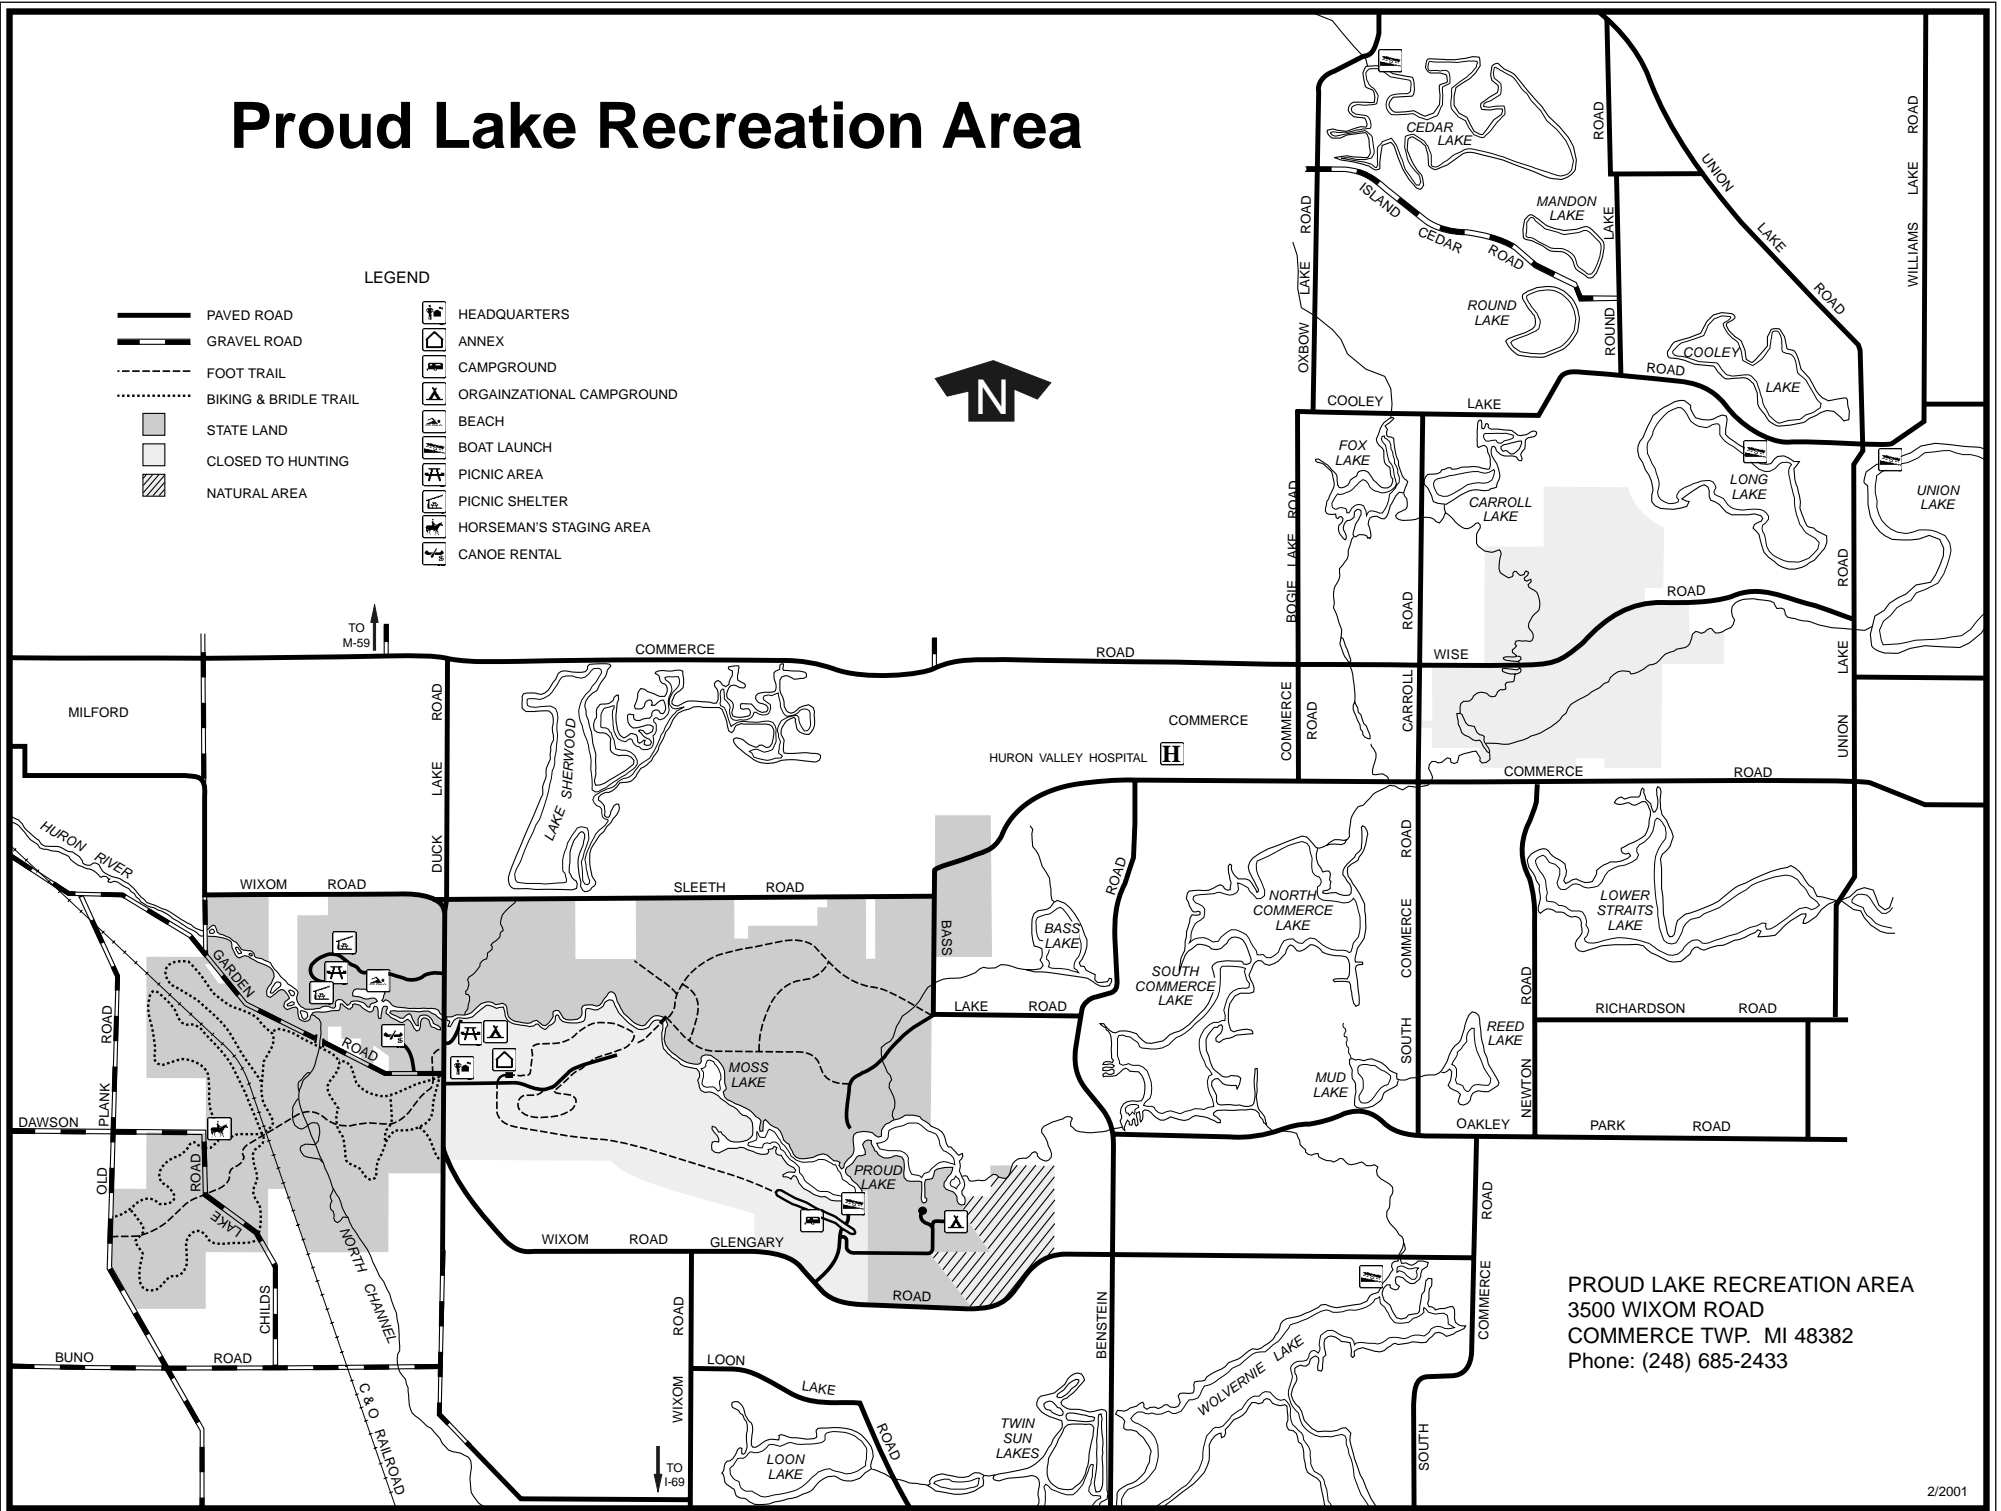 Proud Lake Recreation Area
LEGEND
PAVED ROAD
GRAVEL ROAD
FOOT TRAIL
BIKING & BRIDLE TRAIL
STATE LAND
CLOSED TO HUNTING
NATURAL AREA
HEADQUARTERS
ANNEX
CAMPGROUND
ORGAINZATIONAL CAMPGROUND
BEACH
BOAT LAUNCH
PICNIC AREA
PICNIC SHELTER
HORSEMAN'S STAGING AREA
CANOE RENTAL
N
CEDAR
LAKE
ISLAND
CEDAR
ROAD
MANDON
LAKE
ROUND
LAKE
ROUND
LAKE
ROAD
UNION
LAKE
ROAD
WILLIAMS
LAKE
ROAD
OXBOW
LAKE
ROAD
COOLEY
LAKE
COOLEY
LAKE
ROAD
FOX
LAKE
CARROLL
LAKE
LONG
LAKE
UNION
LAKE
BOGIE
LAKE
ROAD
CARROLL
ROAD
WISE
ROAD
UNION
LAKE
ROAD
TO
M-59
COMMERCE
ROAD
MILFORD
DUCK
LAKE
ROAD
LAKE SHERWOOD
COMMERCE
HURON VALLEY HOSPITAL
H
COMMERCE
ROAD
COMMERCE
ROAD
HURON
RIVER
WIXOM
ROAD
SLEETH
ROAD
GARDEN
ROAD
BASS
LAKE
ROAD
BASS
LAKE
ROAD
NORTH
COMMERCE
LAKE
SOUTH
COMMERCE
LAKE
SOUTH
COMMERCE
ROAD
LOWER
STRAITS
LAKE
RICHARDSON
ROAD
REED
LAKE
MUD
LAKE
NEWTON
ROAD
OAKLEY
PARK
ROAD
MOSS
LAKE
PROUD
LAKE
DAWSON
OLD
PLANK
ROAD
ROAD
LAKE
CHILDS
NORTH
CHANNEL
C & O
RAILROAD
BUNO
ROAD
WIXOM
ROAD
GLENGARY
ROAD
WIXOM
ROAD
LOON
LAKE
ROAD
LOON
LAKE
TWIN
SUN
LAKES
BENSTEIN
WOLVERNIE LAKE
SOUTH
COMMERCE
ROAD
TO
I-69
PROUD LAKE RECREATION AREA
3500 WIXOM ROAD
COMMERCE TWP. MI 48382
Phone: (248) 685-2433
2/2001